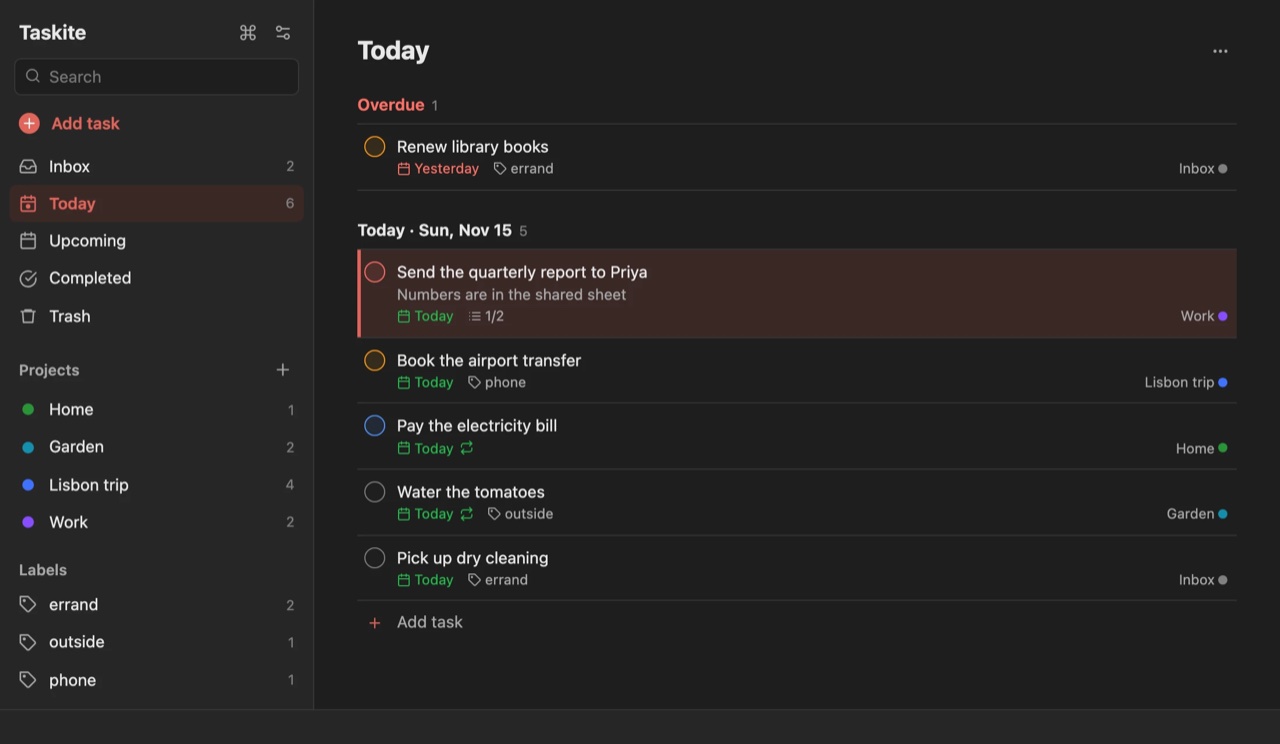 Taskite
Search
Add task
Inbox 2
Today 6
Upcoming
Completed
Trash
Projects
Home 1
Garden 2
Lisbon trip 4
Work 2
Labels
errand 2
outside 1
phone 1
Today
Overdue 1
Renew library books
Yesterday errand Inbox
Today · Sun, Nov 15 5
Send the quarterly report to Priya
Numbers are in the shared sheet
Today 1/2 Work
Book the airport transfer
Today phone Lisbon trip
Pay the electricity bill
Today Home
Water the tomatoes
Today outside Garden
Pick up dry cleaning
Today errand Inbox
Add task